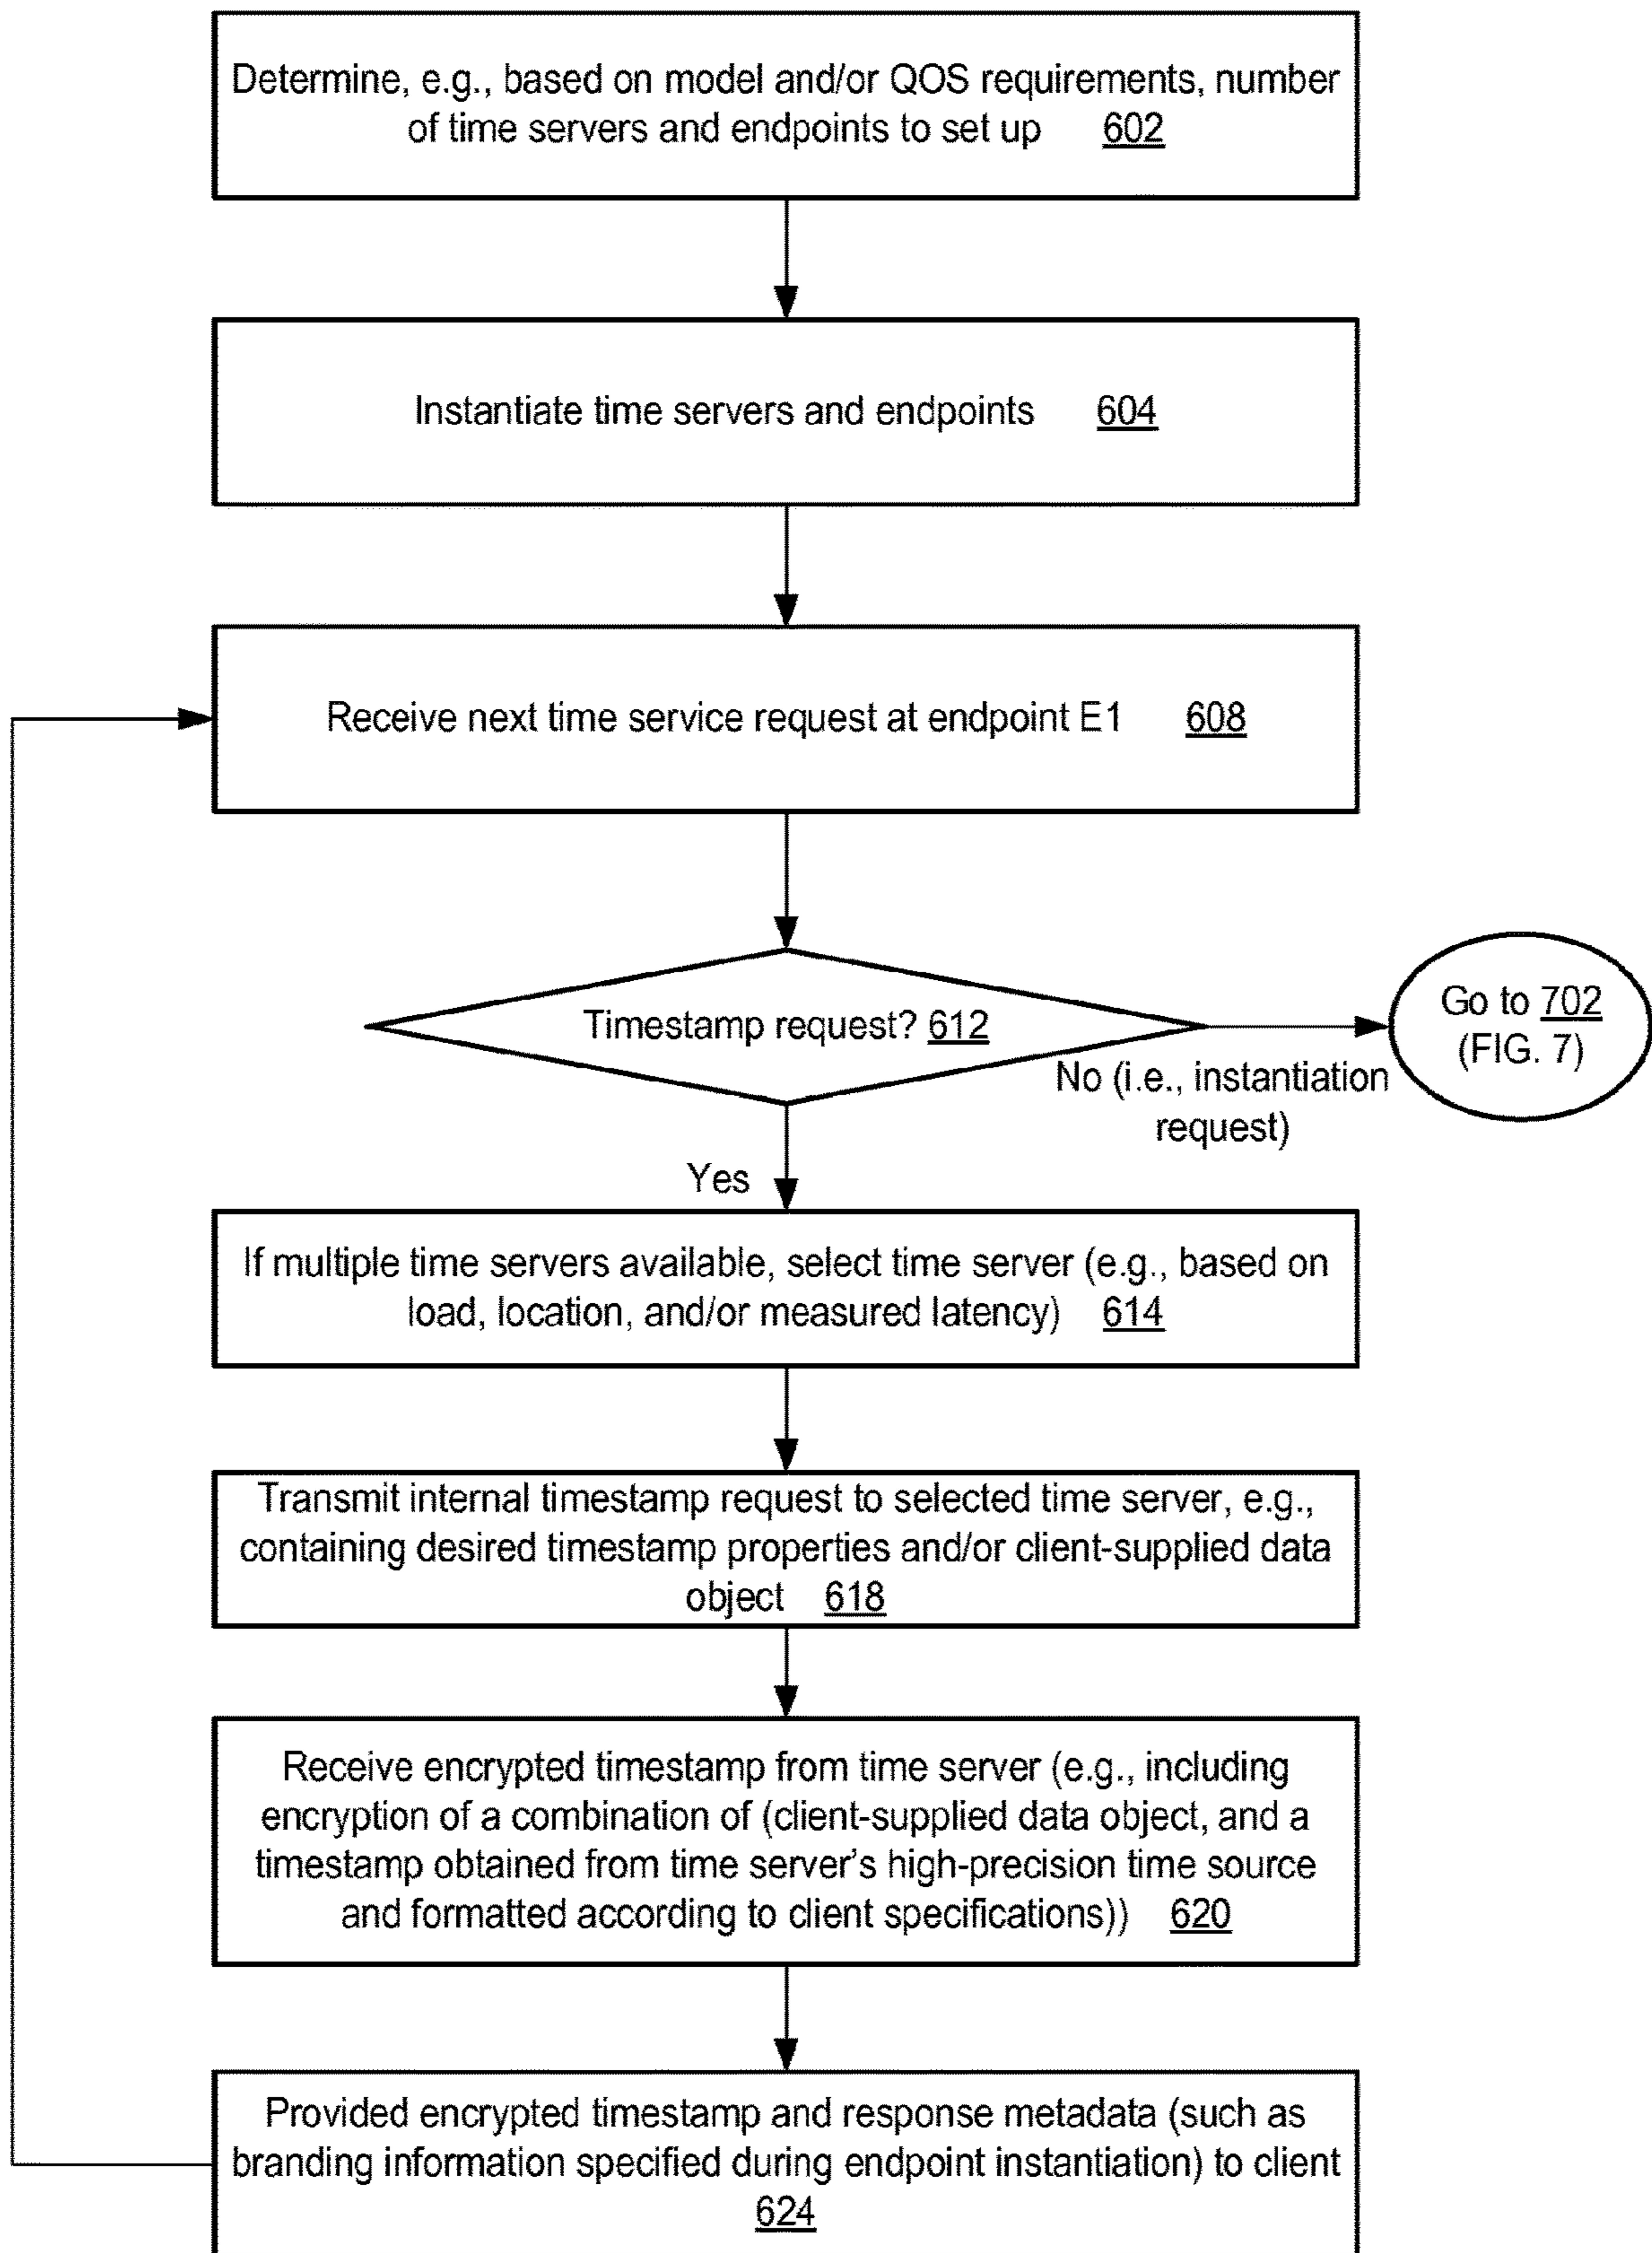 Determine, e.g., based on model and/or QOS requirements, number
of time servers and endpoints to set up 602
Instantiate time servers and endpoints 604
Receive next time service request at endpoint E1 608
Timestamp request? 612
Go to 702
(FIG. 7)
No (i.e., instantiation
request)
Yes
If multiple time servers available, select time server (e.g., based on
load, location, and/or measured latency) 614
Transmit internal timestamp request to selected time server, e.g.,
containing desired timestamp properties and/or client-supplied data
object 618
Receive encrypted timestamp from time server (e.g., including
encryption of a combination of (client-supplied data object, and a
timestamp obtained from time server's high-precision time source
and formatted according to client specifications)) 620
Provided encrypted timestamp and response metadata (such as
branding information specified during endpoint instantiation) to client
624